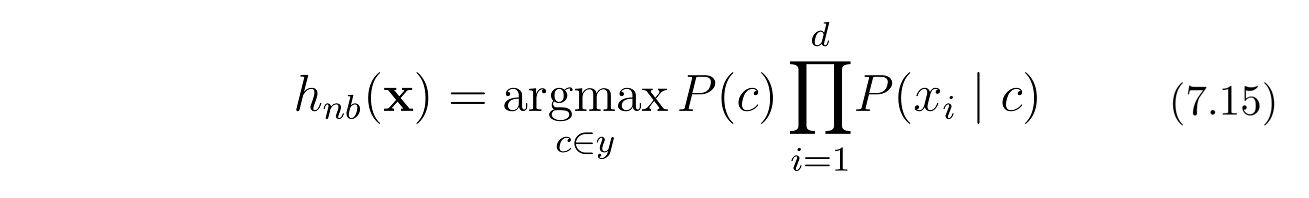 h_{nb}(\mathbf{x}) = \underset{c \in y}{\operatorname{argmax}} P(c) \prod_{i=1}^{d} P(x_i \mid c) (7.15)